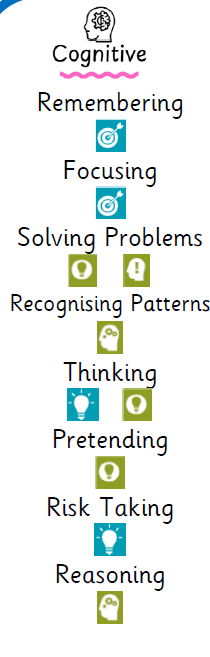 Cognitive
Remembering
Focusing
Solving Problems
Recognising Patterns
Thinking
Pretending
Risk Taking
Reasoning